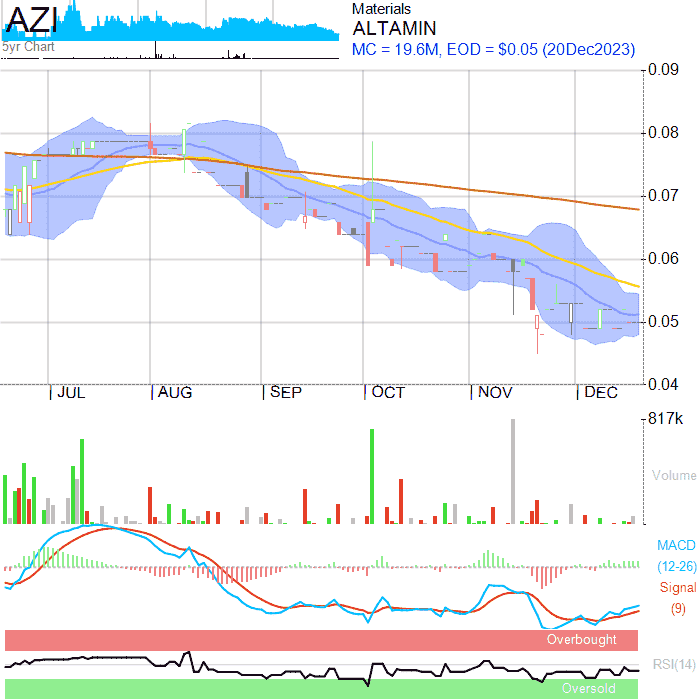 AZI
5yr Chart
Materials
ALTAMIN
MC = 19.6M, EOD = $0.05 (20Dec2023)
0.09
0.08
0.07
0.06
0.05
0.04
JUL AUG SEP OCT NOV DEC
817k
Volume
MACD
(12-26)
Signal
(9)
Overbought
RSI(14)
Oversold